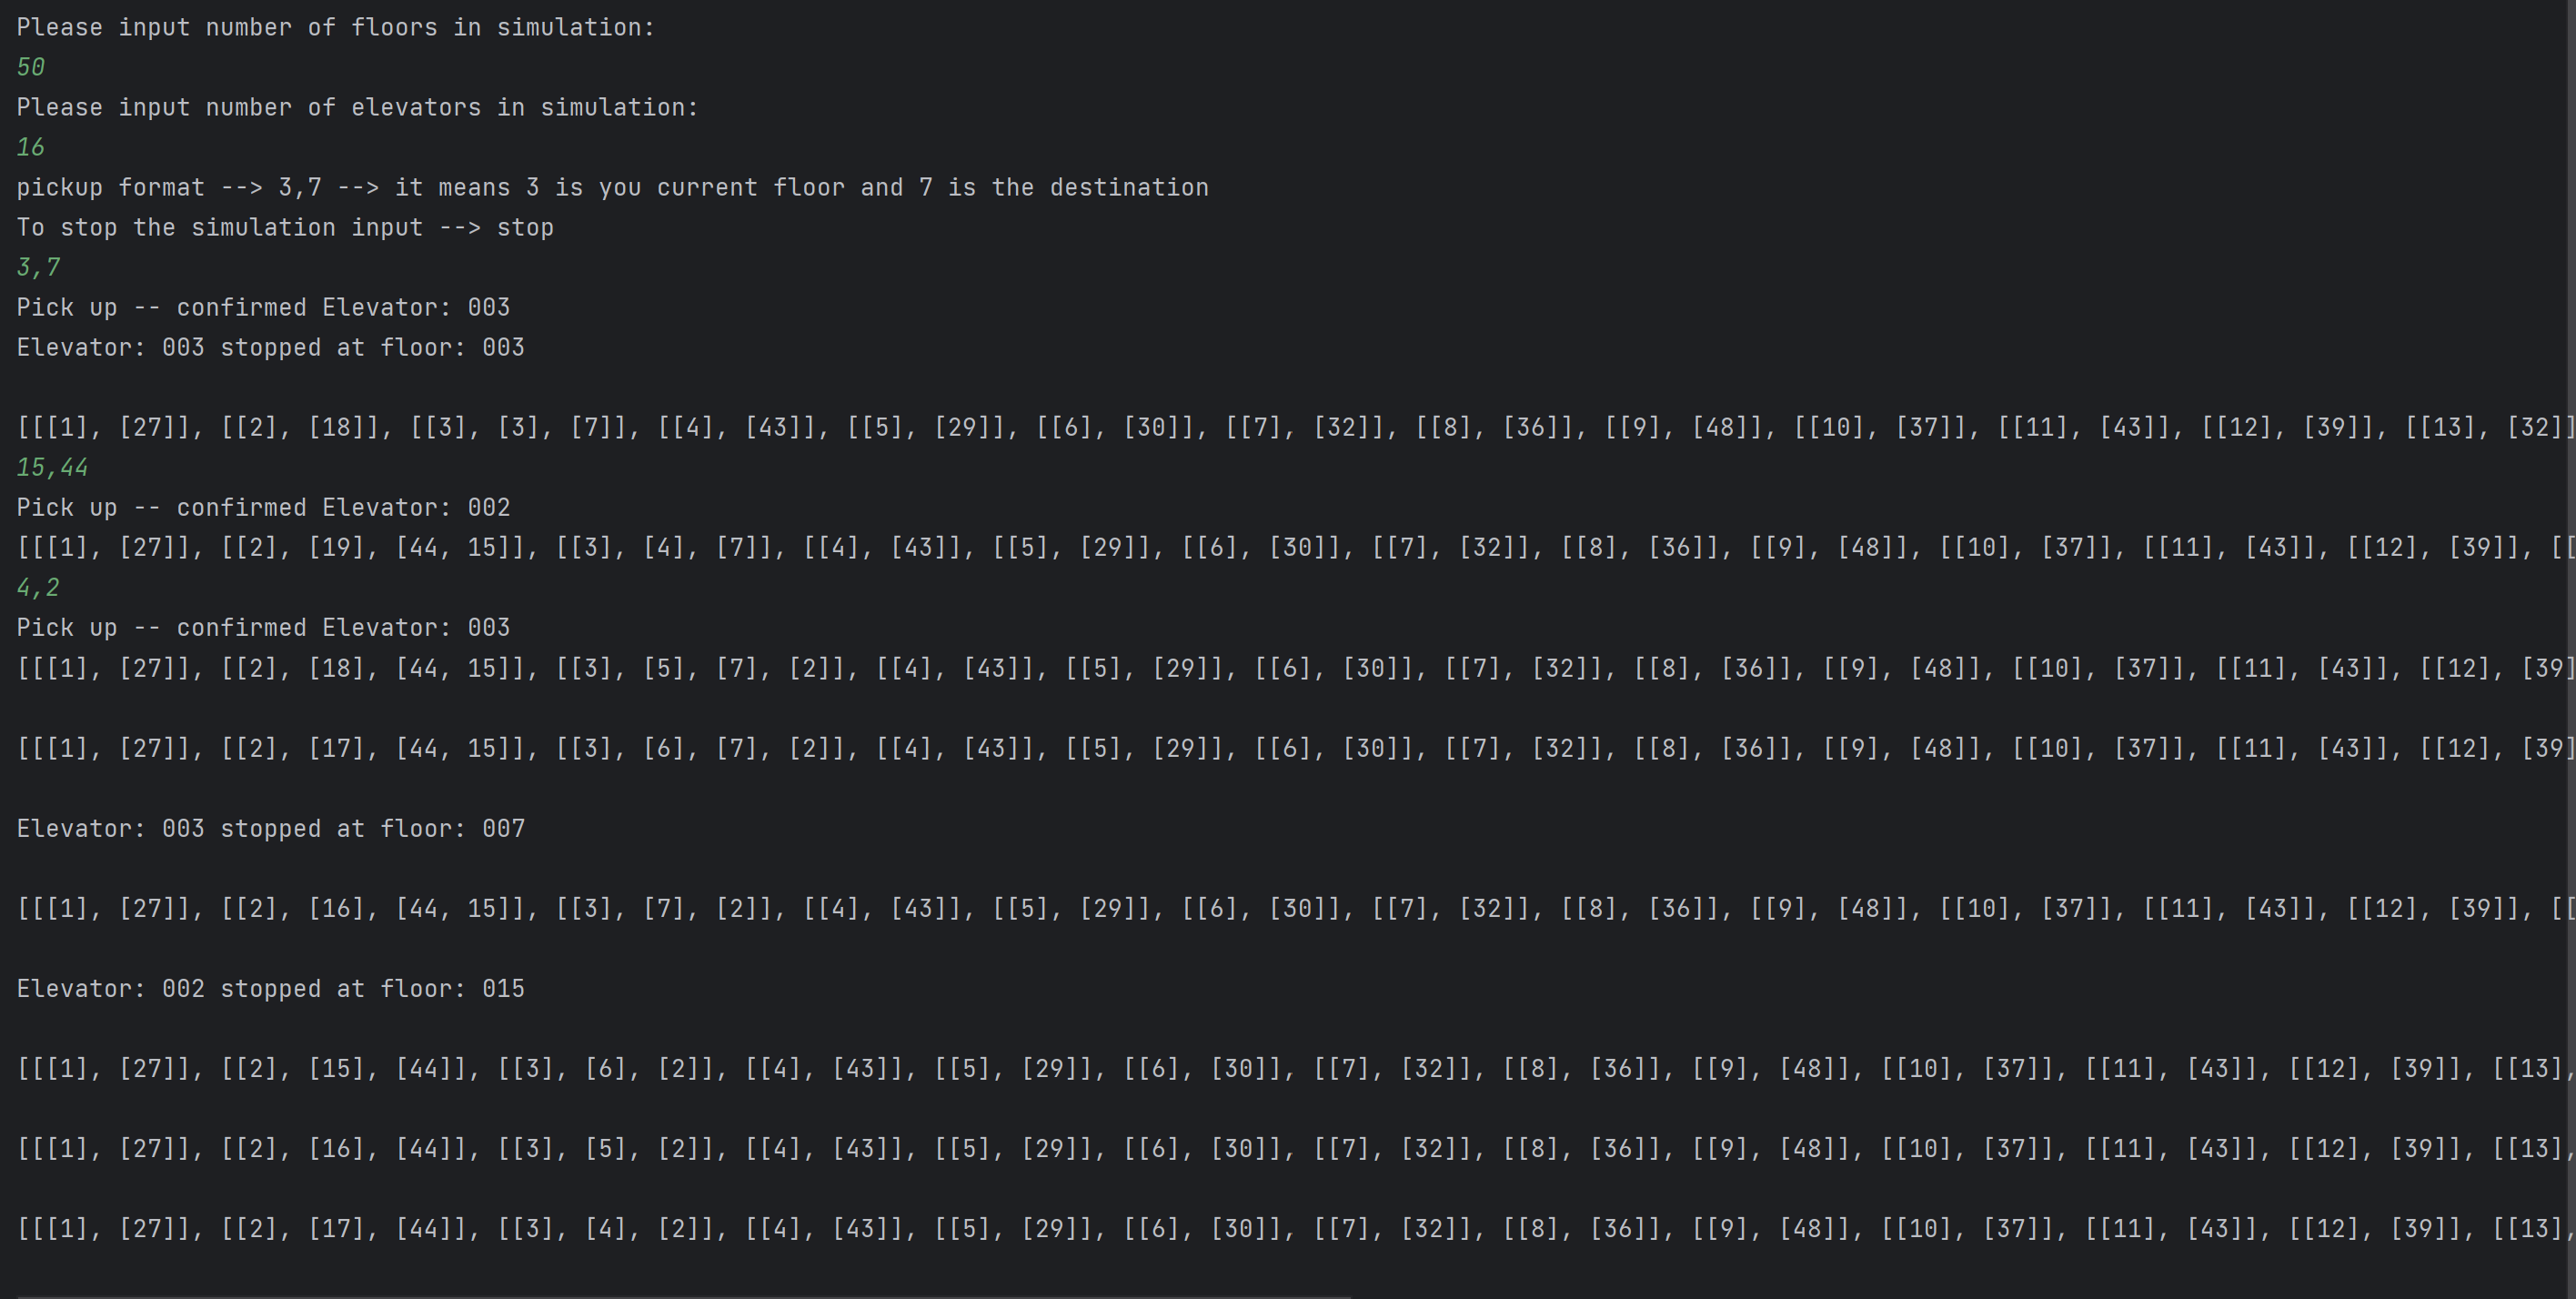 Please input number of floors in simulation:
50
Please input number of elevators in simulation:
16
pickup format --> 3,7 --> it means 3 is you current floor and 7 is the destination
To stop the simulation input --> stop
3,7
Pick up -- confirmed Elevator: 003
Elevator: 003 stopped at floor: 003
[[[1], [27]], [[2], [18]], [[3], [3], [7]], [[4], [43]], [[5], [29]], [[6], [30]], [[7], [32]], [[8], [36]], [[9], [48]], [[10], [37]], [[11], [43]], [[12], [39]], [[13], [32]]
15,44
Pick up -- confirmed Elevator: 002
[[[1], [27]], [[2], [19], [44, 15]], [[3], [4], [7]], [[4], [43]], [[5], [29]], [[6], [30]], [[7], [32]], [[8], [36]], [[9], [48]], [[10], [37]], [[11], [43]], [[12], [39]], [[
4,2
Pick up -- confirmed Elevator: 003
[[[1], [27]], [[2], [18], [44, 15]], [[3], [5], [7], [2]], [[4], [43]], [[5], [29]], [[6], [30]], [[7], [32]], [[8], [36]], [[9], [48]], [[10], [37]], [[11], [43]], [[12], [39]
[[[1], [27]], [[2], [17], [44, 15]], [[3], [6], [7], [2]], [[4], [43]], [[5], [29]], [[6], [30]], [[7], [32]], [[8], [36]], [[9], [48]], [[10], [37]], [[11], [43]], [[12], [39]
Elevator: 003 stopped at floor: 007
[[[1], [27]], [[2], [16], [44, 15]], [[3], [7], [2]], [[4], [43]], [[5], [29]], [[6], [30]], [[7], [32]], [[8], [36]], [[9], [48]], [[10], [37]], [[11], [43]], [[12], [39]], [[
Elevator: 002 stopped at floor: 015
[[[1], [27]], [[2], [15], [44]], [[3], [6], [2]], [[4], [43]], [[5], [29]], [[6], [30]], [[7], [32]], [[8], [36]], [[9], [48]], [[10], [37]], [[11], [43]], [[12], [39]], [[13],
[[[1], [27]], [[2], [16], [44]], [[3], [5], [2]], [[4], [43]], [[5], [29]], [[6], [30]], [[7], [32]], [[8], [36]], [[9], [48]], [[10], [37]], [[11], [43]], [[12], [39]], [[13],
[[[1], [27]], [[2], [17], [44]], [[3], [4], [2]], [[4], [43]], [[5], [29]], [[6], [30]], [[7], [32]], [[8], [36]], [[9], [48]], [[10], [37]], [[11], [43]], [[12], [39]], [[13],